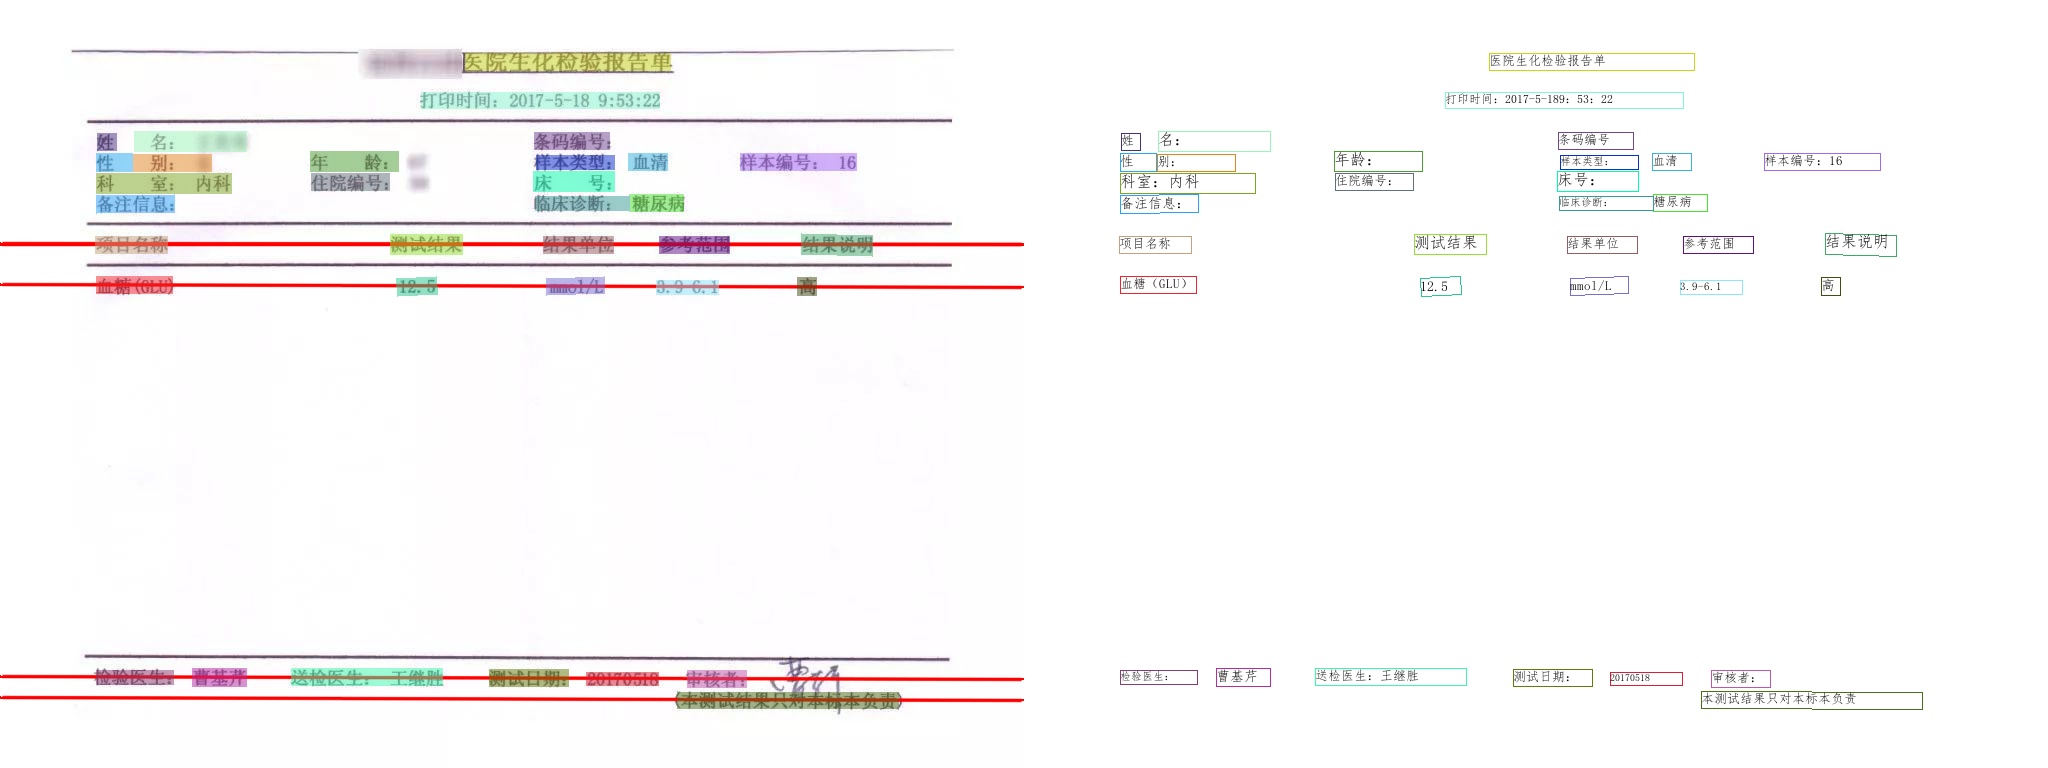 医院生化检验报告单
打印时间：2017-5-18 9:53:22
姓 名： 条码编号：
性 别： 年 龄： 样本类型： 血清 样本编号： 16
科 室： 内科 住院编号： 床 号：
备注信息： 临床诊断： 糖尿病
项目名称 测试结果 结果单位 参考范围 结果说明
血糖(GLU) 12.5 mmol/L 3.9-6.1 高
检验医生： 曹基芹 送检医生： 王继胜 测试日期： 20170518 审核者：
(本测试结果只对本标本负责)
医院生化检验报告单
打印时间：2017-5-189：53：22
姓 名： 条码编号
性 别： 年龄： 样本类型： 血清 样本编号：16
科室：内科 住院编号： 床号：
备注信息： 临床诊断： 糖尿病
项目名称 测试结果 结果单位 参考范围 结果说明
血糖（GLU） 12.5 mmol/L 3.9-6.1 高
检验医生： 曹基芹 送检医生：王继胜 测试日期： 20170518 审核者：
本测试结果只对本标本负责